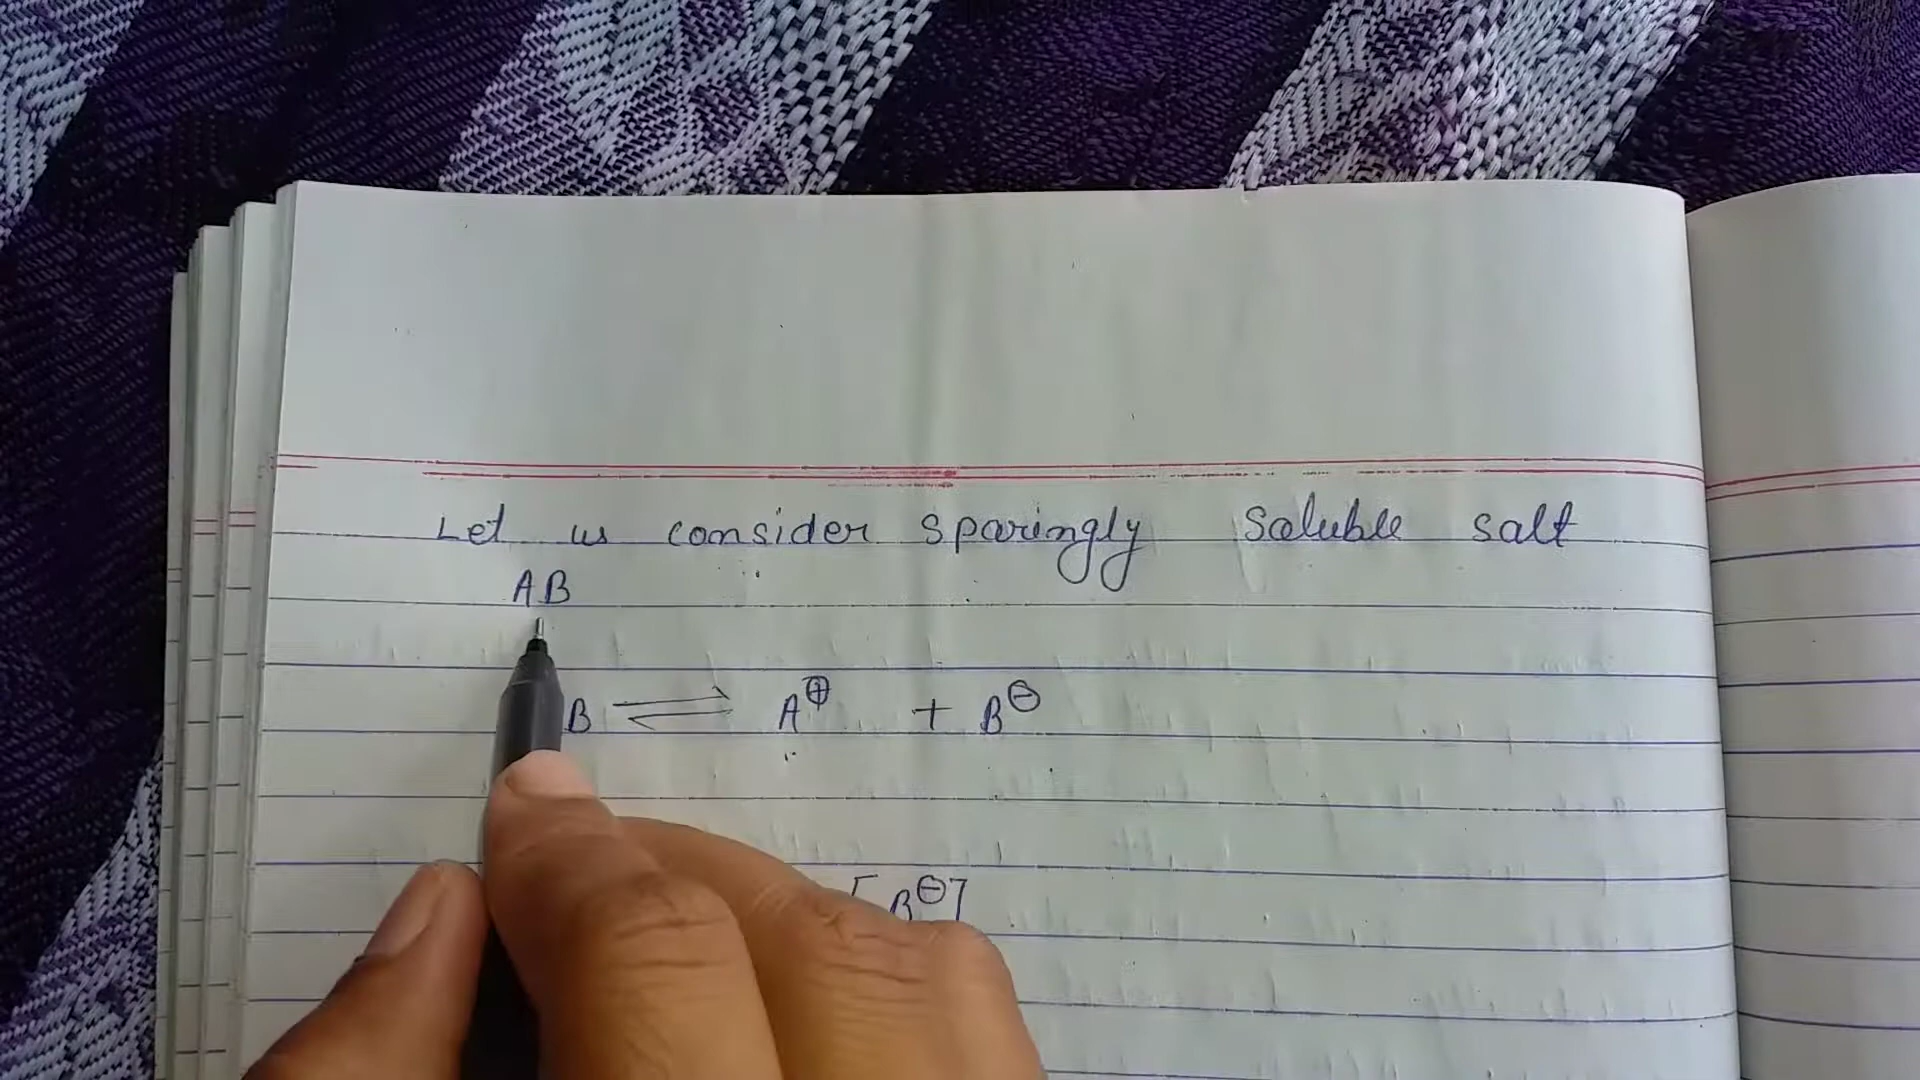 Let us consider sparingly soluble salt
AB
B ⇌ A⊕ + B⊖
[B⊖]